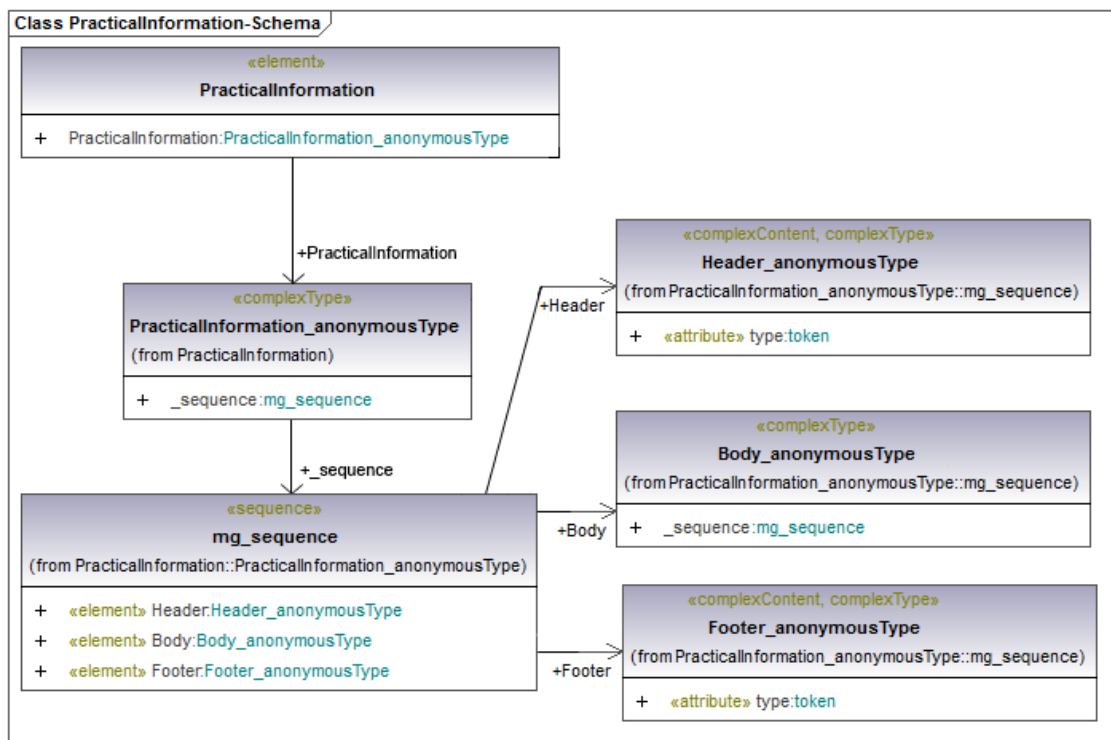 Class PracticalInformation-Schema
«element»
PracticalInformation
+ PracticalInformation:PracticalInformation_anonymousType
+PracticalInformation
«complexType»
PracticalInformation_anonymousType
(from PracticalInformation)
+ _sequence:mg_sequence
+_sequence
«sequence»
mg_sequence
(from PracticalInformation::PracticalInformation_anonymousType)
+ «element» Header:Header_anonymousType
+ «element» Body:Body_anonymousType
+ «element» Footer:Footer_anonymousType
+Header
«complexContent, complexType»
Header_anonymousType
(from PracticalInformation_anonymousType::mg_sequence)
+ «attribute» type:token
+Body
«complexType»
Body_anonymousType
(from PracticalInformation_anonymousType::mg_sequence)
+ _sequence:mg_sequence
+Footer
«complexContent, complexType»
Footer_anonymousType
(from PracticalInformation_anonymousType::mg_sequence)
+ «attribute» type:token